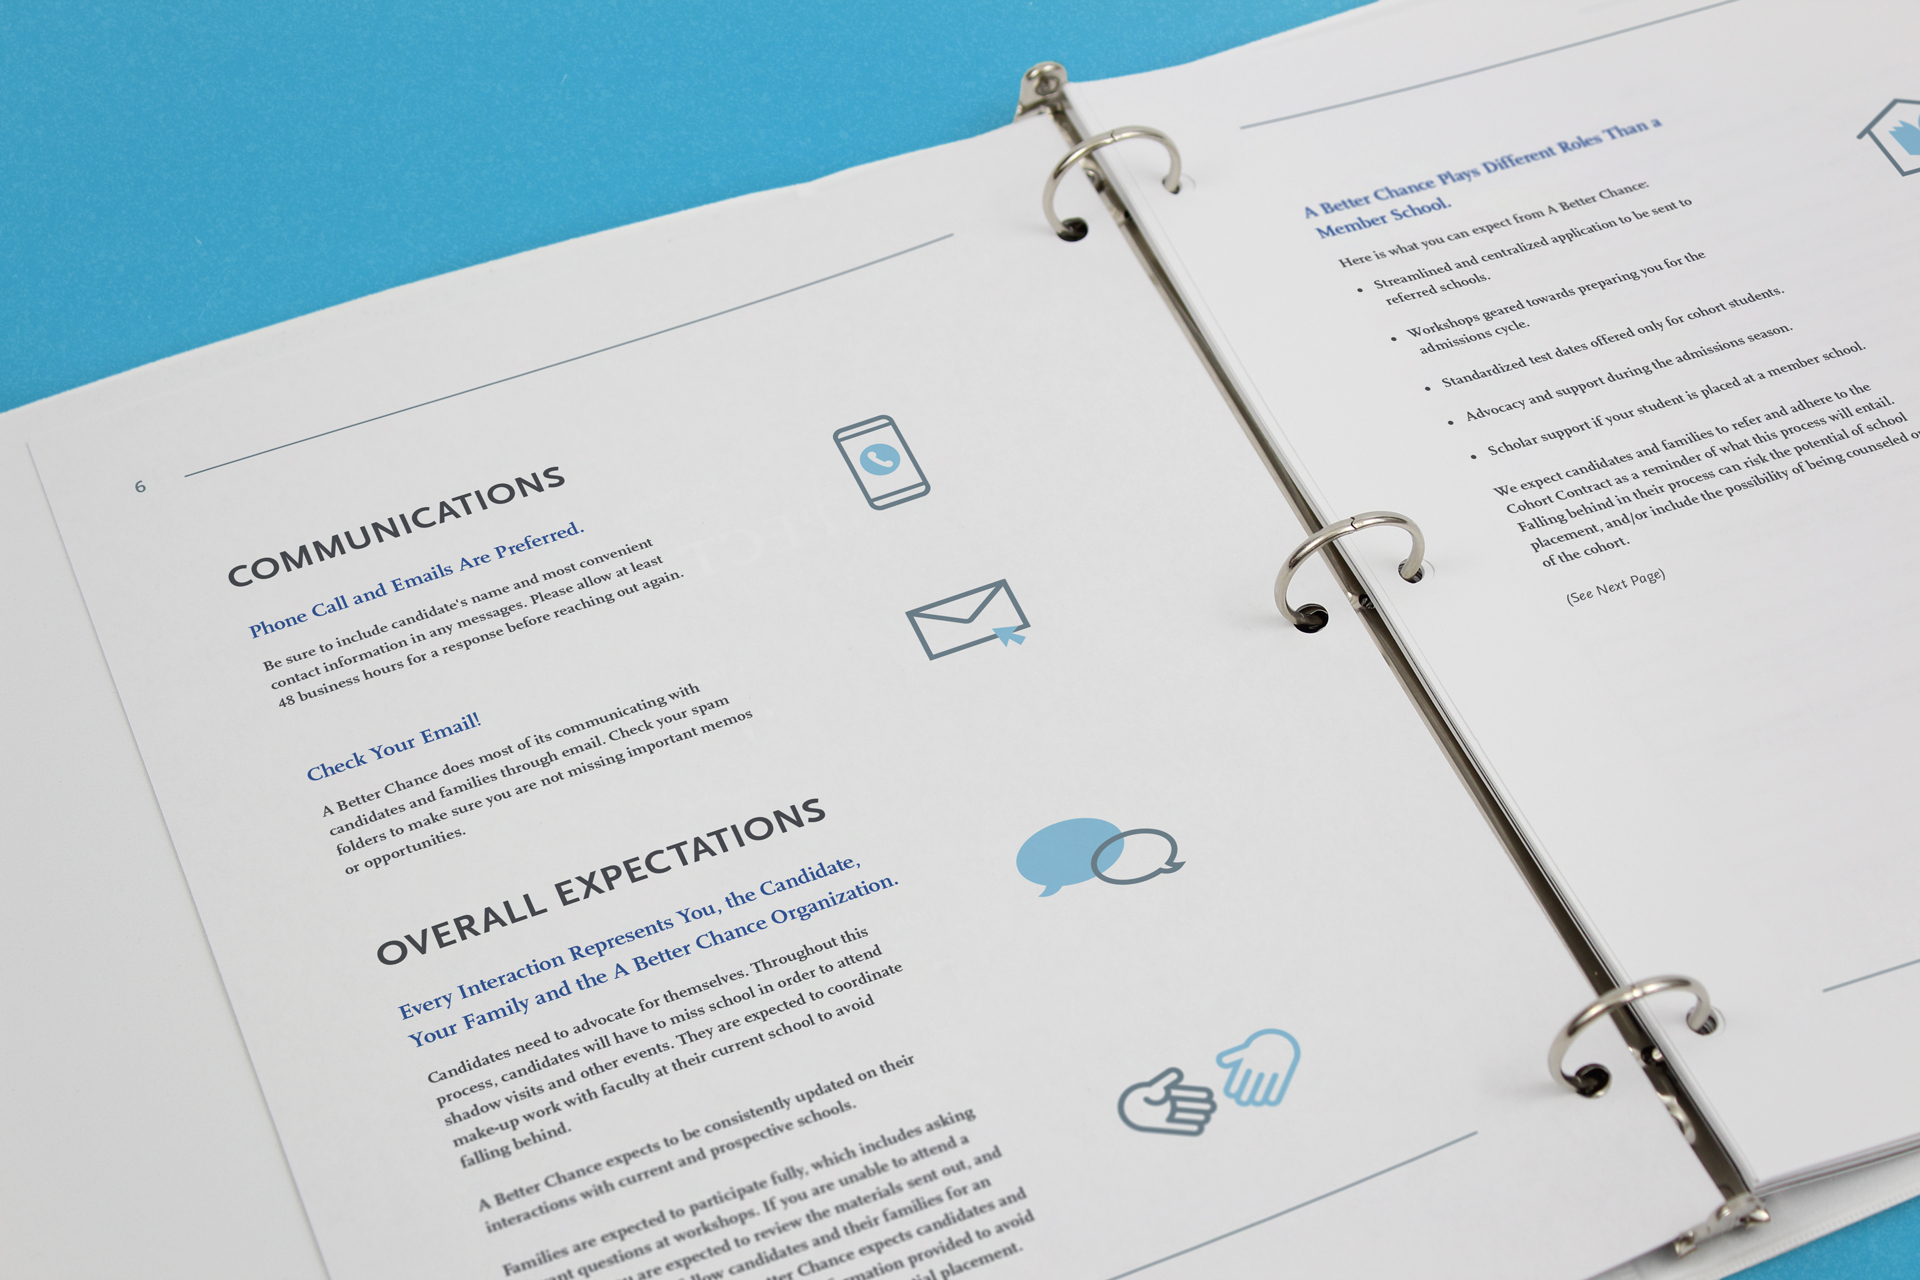 6
COMMUNICATIONS
Phone Call and Emails Are Preferred.
Be sure to include candidate's name and most convenient
contact information in any messages. Please allow at least
48 business hours for a response before reaching out again.
Check Your Email!
A Better Chance does most of its communicating with
candidates and families through email. Check your spam
folders to make sure you are not missing important memos
or opportunities.
OVERALL EXPECTATIONS
Every Interaction Represents You, the Candidate,
Your Family and the A Better Chance Organization.
Candidates need to advocate for themselves. Throughout this
process, candidates will have to miss school in order to attend
shadow visits and other events. They are expected to coordinate
make-up work with faculty at their current school to avoid
falling behind.
A Better Chance expects to be consistently updated on their
interactions with current and prospective schools.
Families are expected to participate fully, which includes asking
questions at workshops. If you are unable to attend a
are expected to review the materials sent out, and
candidates and their families for an
Chance expects candidates and
provided to avoid
placement.
A Better Chance Plays Different Roles Than a
Member School.
Here is what you can expect from A Better Chance:
• Streamlined and centralized application to be sent to
referred schools.
• Workshops geared towards preparing you for the
admissions cycle.
• Standardized test dates offered only for cohort students.
• Advocacy and support during the admissions season.
• Scholar support if your student is placed at a member school.
We expect candidates and families to refer and adhere to the
Cohort Contract as a reminder of what this process will entail.
Falling behind in their process can risk the potential of school
placement, and/or include the possibility of being counseled
of the cohort.
(See Next Page)